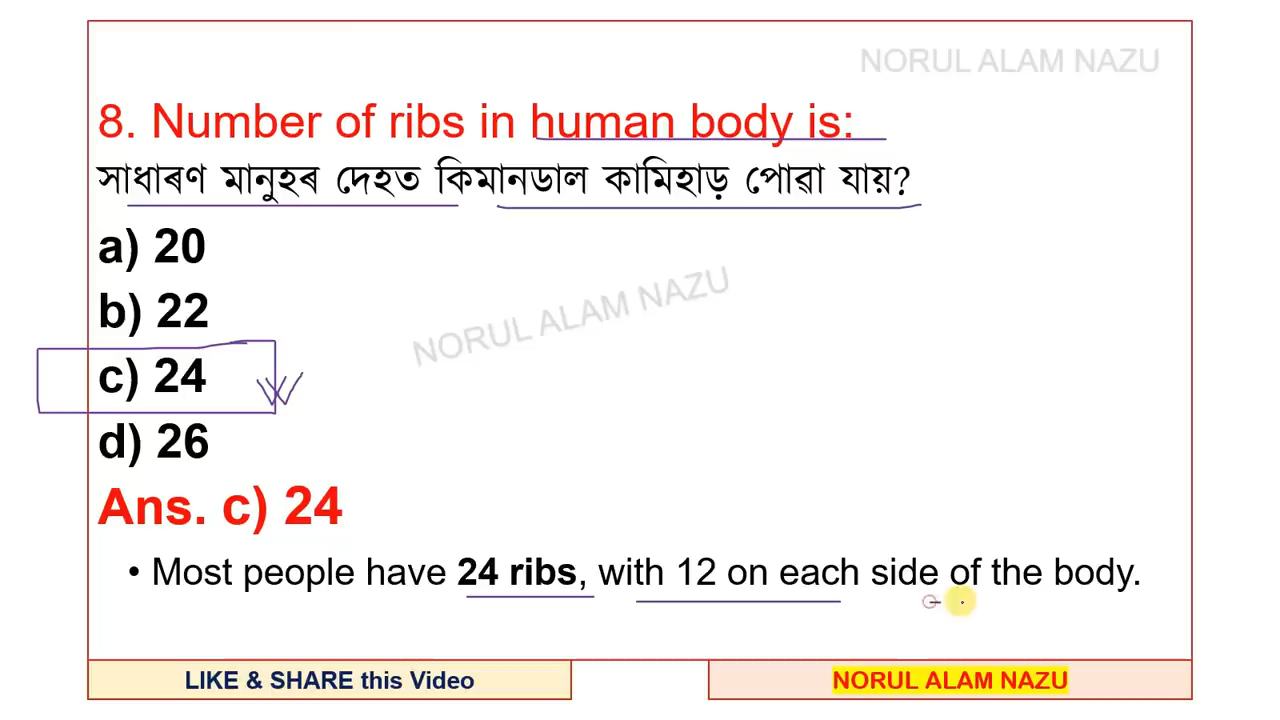 NORUL ALAM NAZU
8. Number of ribs in human body is:
সাধাৰণ মানুহৰ দেহত কিমানডাল কামিহাড় পোৱা যায়?
a) 20
b) 22
NORUL ALAM NAZU
c) 24
d) 26
Ans. c) 24
• Most people have 24 ribs, with 12 on each side of the body.
LIKE & SHARE this Video
NORUL ALAM NAZU